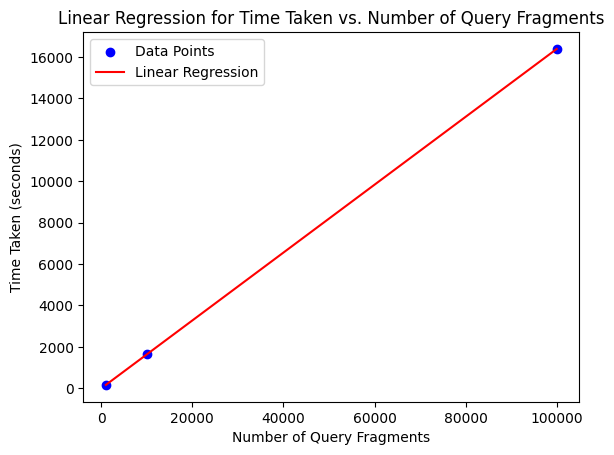 Linear Regression for Time Taken vs. Number of Query Fragments
Data Points
Linear Regression
16000
14000
12000
10000
8000
6000
4000
2000
0
Time Taken (seconds)
0 20000 40000 60000 80000 100000
Number of Query Fragments